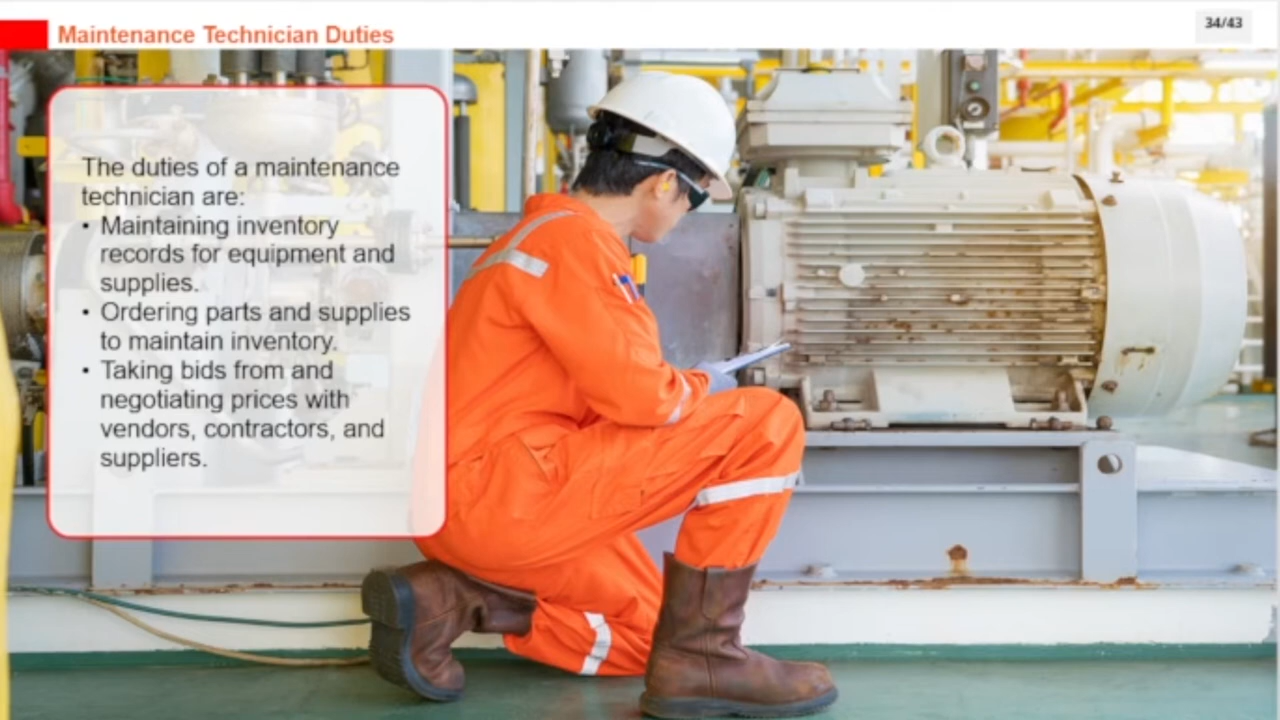 Maintenance Technician Duties
34/43
The duties of a maintenance
technician are:
• Maintaining inventory
records for equipment and
supplies.
• Ordering parts and supplies
to maintain inventory.
• Taking bids from and
negotiating prices with
vendors, contractors, and
suppliers.